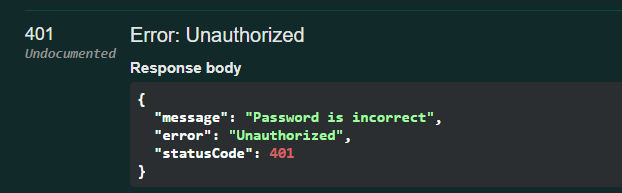 401
Undocumented
Error: Unauthorized
Response body
{
  "message": "Password is incorrect",
  "error": "Unauthorized",
  "statusCode": 401
}